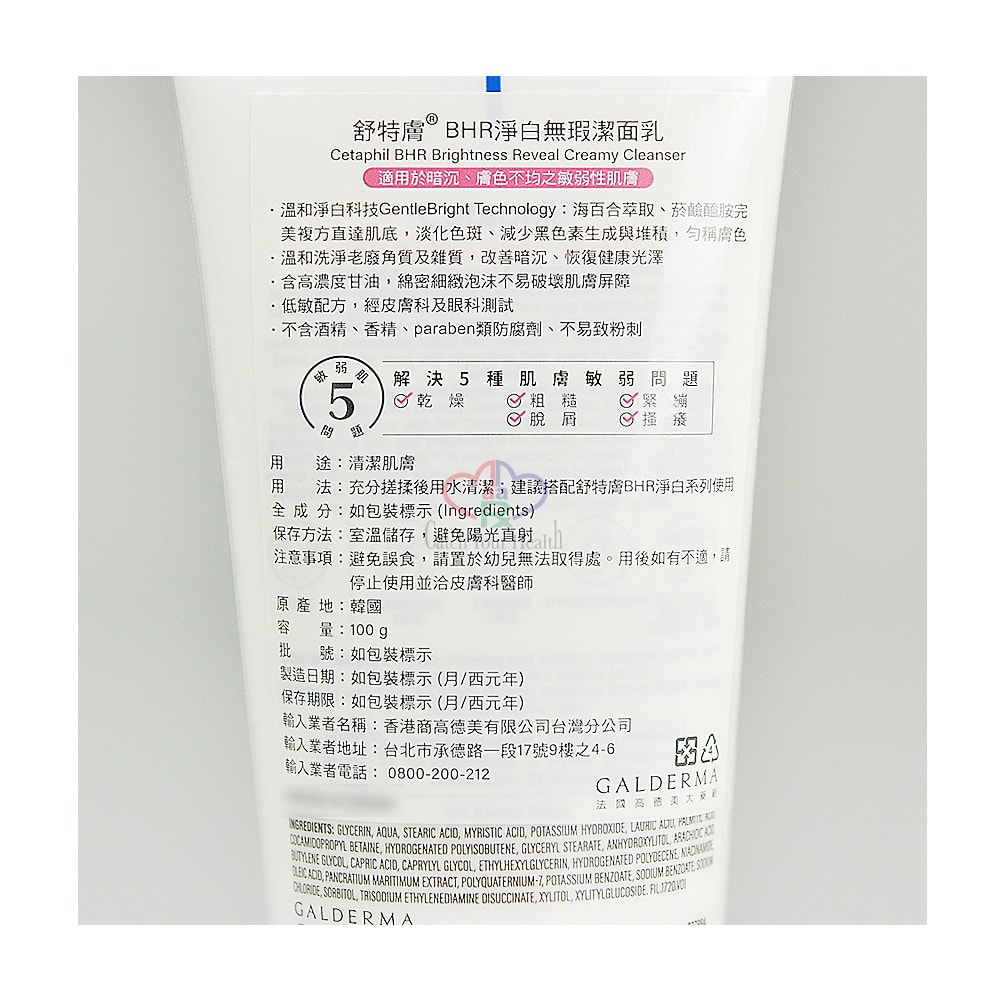 舒特膚® BHR淨白無瑕潔面乳
Cetaphil BHR Brightness Reveal Creamy Cleanser
適用於暗沉、膚色不均之敏弱性肌膚
·溫和淨白科技GentleBright Technology：海百合萃取、菸鹼醯胺完
美複方直達肌底，淡化色斑、減少黑色素生成與堆積，勻稱膚色
·溫和洗淨老廢角質及雜質，改善暗沉、恢復健康光澤
·含高濃度甘油，綿密細緻泡沫不易破壞肌膚屏障
·低敏配方，經皮膚科及眼科測試
·不含酒精、香精、paraben類防腐劑、不易致粉刺
敏弱肌
5
問題
解決5種肌膚敏弱問題
乾燥 粗糙 緊繃
脫屑 搔癢
用途：清潔肌膚
用法：充分搓揉後用水清潔；建議搭配舒特膚BHR淨白系列使用
全成分：如包裝標示 (Ingredients)
保存方法：室溫儲存，避免陽光直射
Catch Your Health
注意事項：避免誤食，請置於幼兒無法取得處。用後如有不適，請
停止使用並洽皮膚科醫師
原產地：韓國
容量：100 g
批號：如包裝標示
製造日期：如包裝標示 (月/西元年)
保存期限：如包裝標示 (月/西元年)
輸入業者名稱：香港商高德美有限公司台灣分公司
輸入業者地址：台北市承德路一段17號9樓之4-6
輸入業者電話：0800-200-212
4
GALDERMA
法國高德美大藥廠
INGREDIENTS: GLYCERIN, AQUA, STEARIC ACID, MYRISTIC ACID, POTASSIUM HYDROXIDE, LAURIC ACID, PALMITIC ACID,
COCAMIDOPROPYL BETAINE, HYDROGENATED POLYISOBUTENE, GLYCERYL STEARATE, ANHYDROXYLITOL, ARACHIDIC ACID,
BUTYLENE GLYCOL, CAPRIC ACID, CAPRYLYL GLYCOL, ETHYLHEXYLGLYCERIN, HYDROGENATED POLYDECENE, NIACINAMIDE,
OLEIC ACID, PANCRATIUM MARITIMUM EXTRACT, POLYQUATERNIUM-7, POTASSIUM BENZOATE, SODIUM BENZOATE, SODIUM
CHLORIDE, SORBITOL, TRISODIUM ETHYLENEDIAMINE DISUCCINATE, XYLITOL, XYLITYLGLUCOSIDE. FIL.1720.V01
GALDERMA